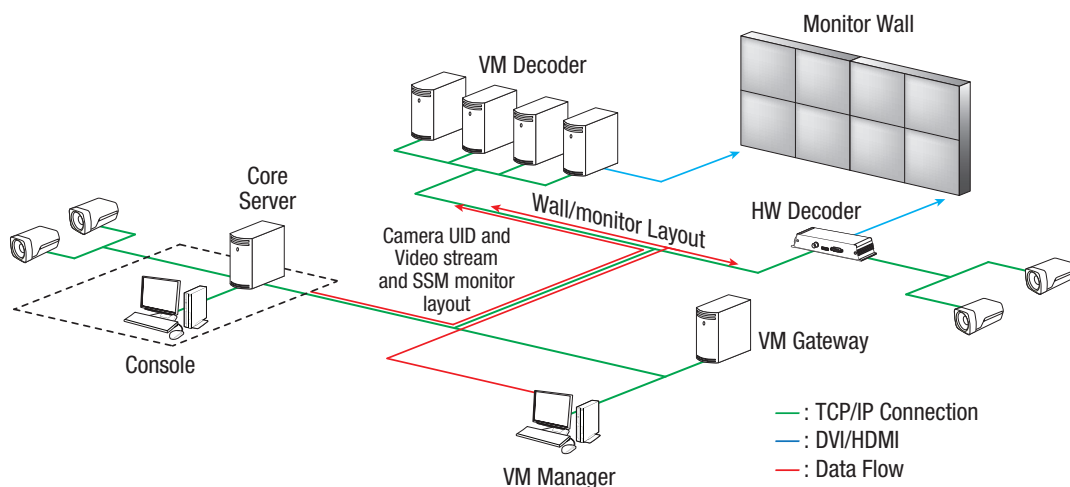 Monitor Wall
VM Decoder
Core
Server
HW Decoder
Wall/monitor Layout
Camera UID and
Video stream
and SSM monitor
layout
VM Gateway
Console
VM Manager
: TCP/IP Connection
: DVI/HDMI
: Data Flow